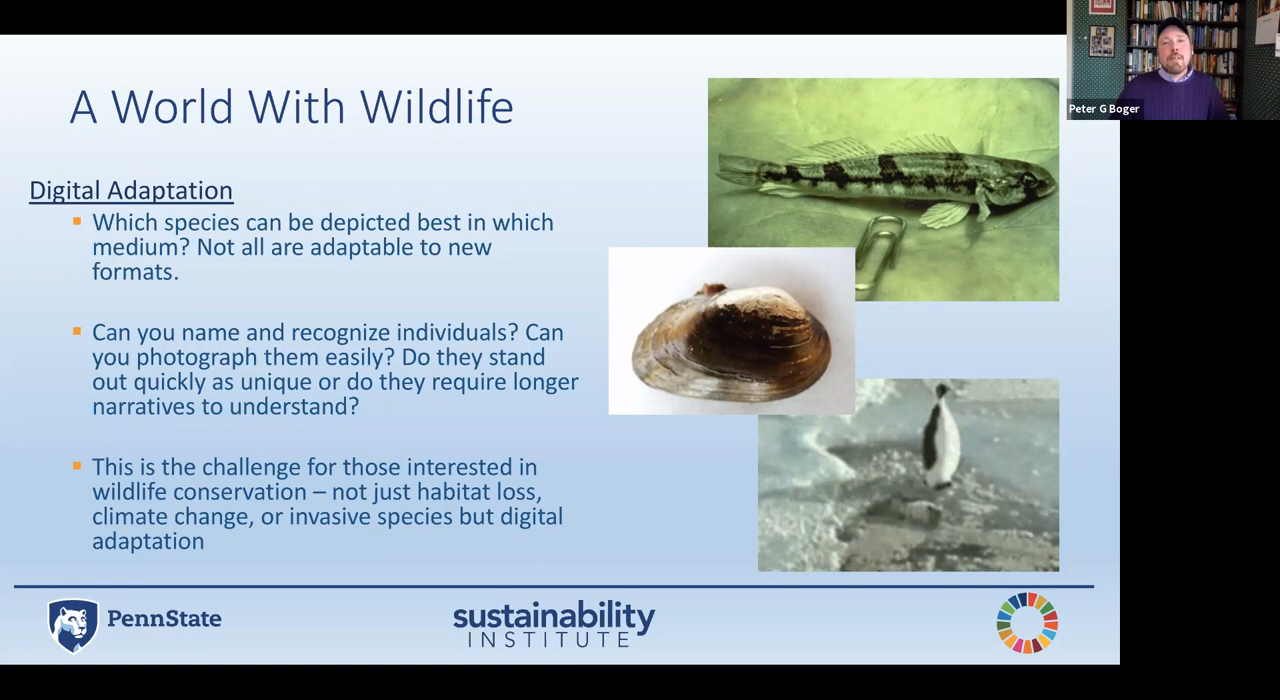 Peter G Boger
A World With Wildlife
Digital Adaptation
Which species can be depicted best in which
medium? Not all are adaptable to new
formats.
Can you name and recognize individuals? Can
you photograph them easily? Do they stand
out quickly as unique or do they require longer
narratives to understand?
This is the challenge for those interested in
wildlife conservation – not just habitat loss,
climate change, or invasive species but digital
adaptation
PennState
sustainability
INSTITUTE